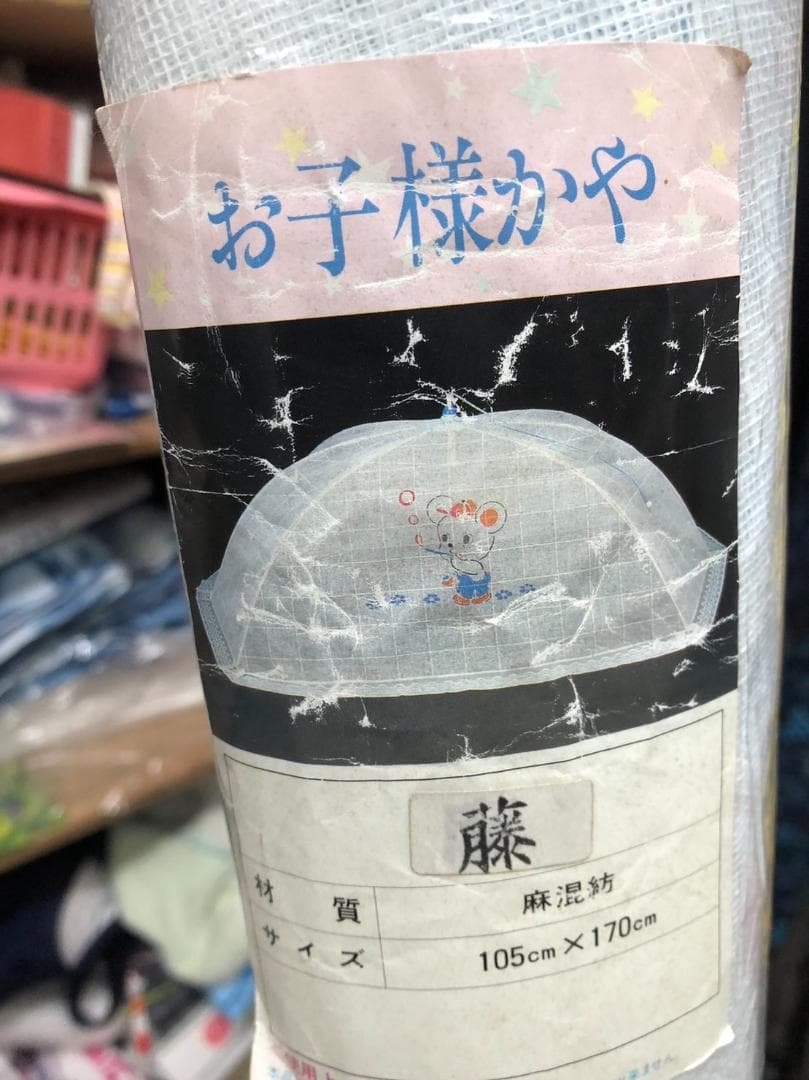 お子様かや
藤
材質 麻混紡
サイズ 105cm×170cm